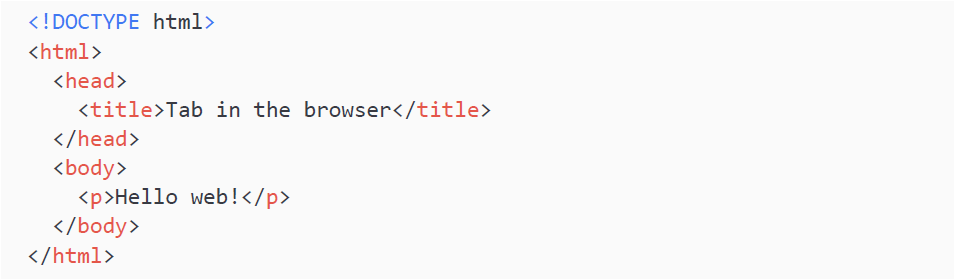 <!DOCTYPE html>
<html>
  <head>
    <title>Tab in the browser</title>
  </head>
  <body>
    <p>Hello web!</p>
  </body>
</html>